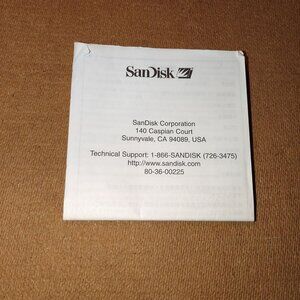 SanDisk
SanDisk Corporation
140 Caspian Court
Sunnyvale, CA 94089, USA
Technical Support: 1-866-SANDISK (726-3475)
http://www.sandisk.com
80-36-00225